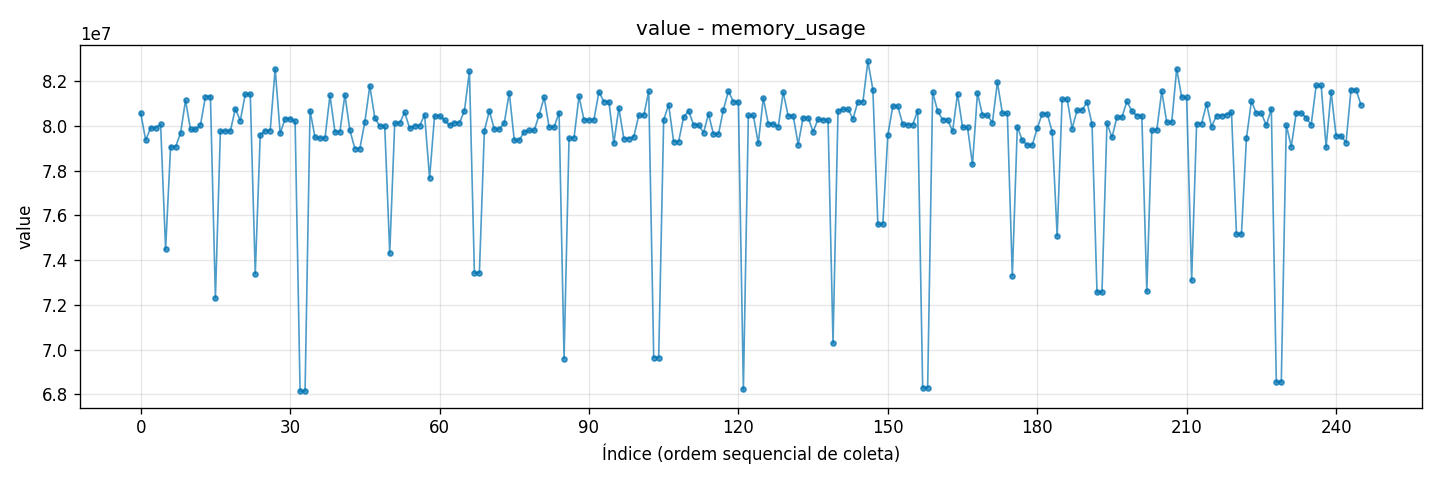 value - memory_usage
1e7
8.2
8.0
7.8
7.6
7.4
7.2
7.0
6.8
value
0 30 60 90 120 150 180 210 240
Índice (ordem sequencial de coleta)